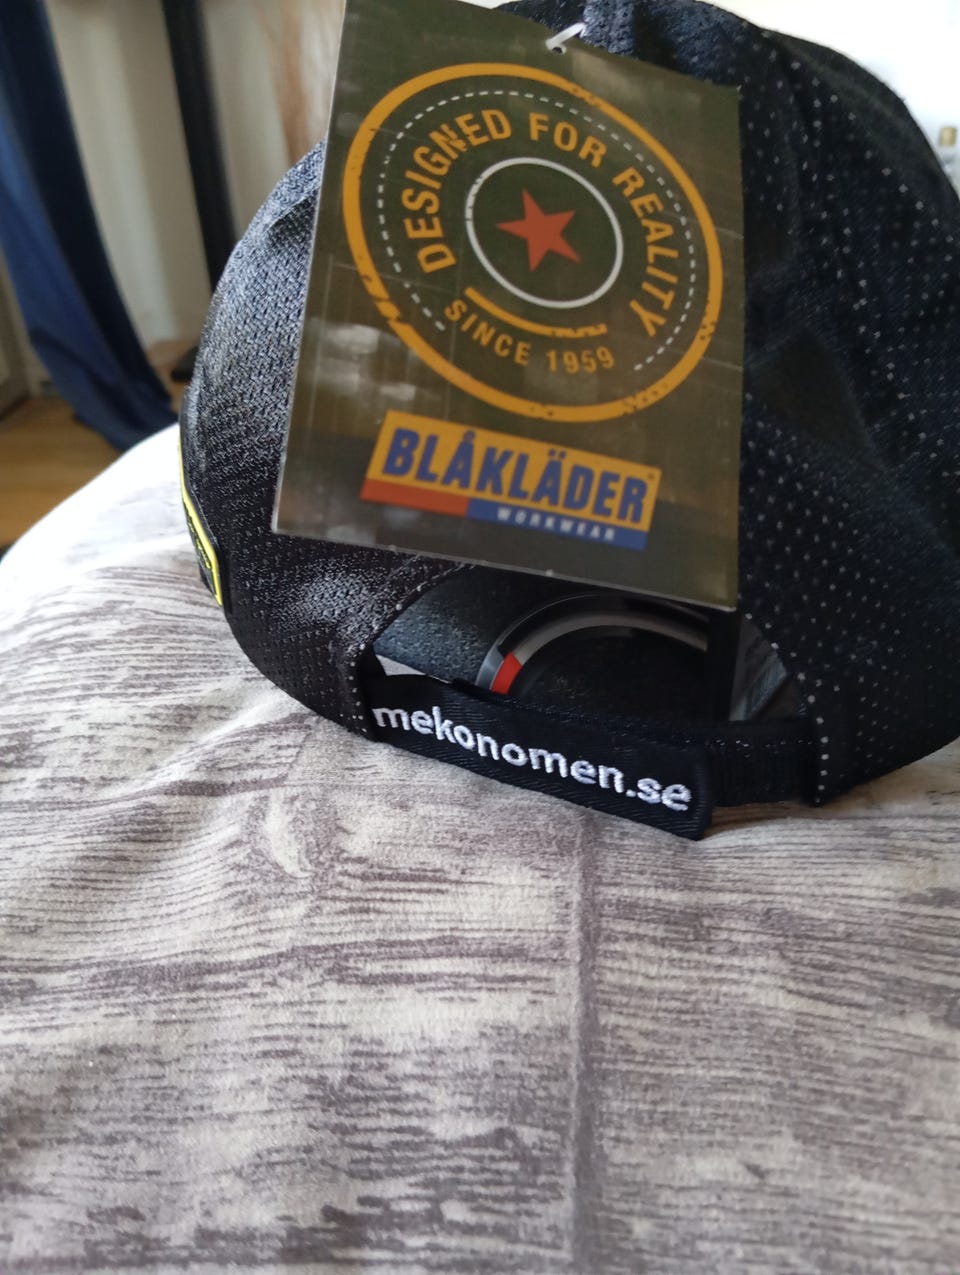 DESIGNED FOR REALITY
SINCE 1959
BLÅKLÄDER®
WORKWEAR
mekonomen.se